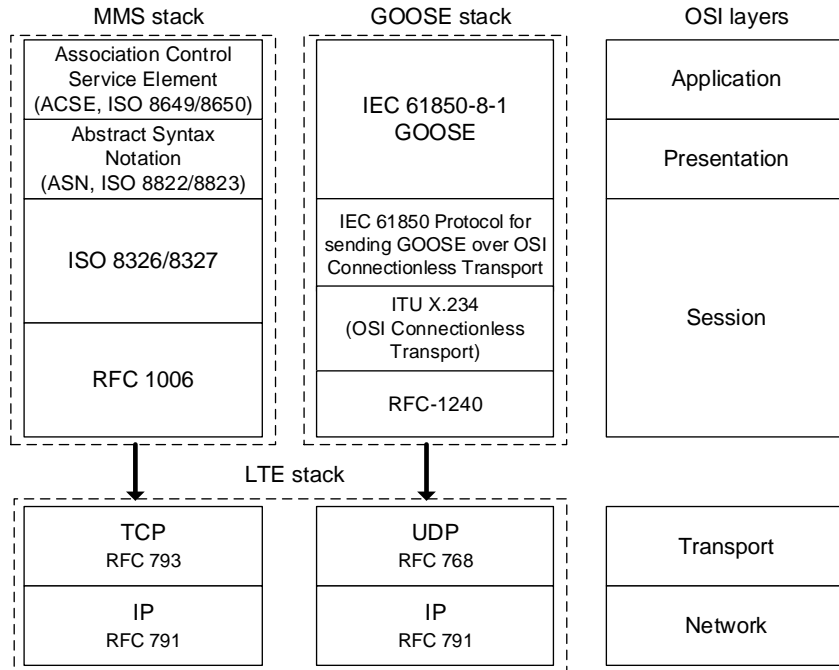 MMS stack
GOOSE stack
OSI layers
Association Control
Service Element
(ACSE, ISO 8649/8650)
Abstract Syntax
Notation
(ASN, ISO 8822/8823)
ISO 8326/8327
RFC 1006
IEC 61850-8-1
GOOSE
IEC 61850 Protocol for
sending GOOSE over OSI
Connectionless Transport
ITU X.234
(OSI Connectionless
Transport)
RFC-1240
Application
Presentation
Session
LTE stack
TCP
RFC 793
IP
RFC 791
UDP
RFC 768
IP
RFC 791
Transport
Network